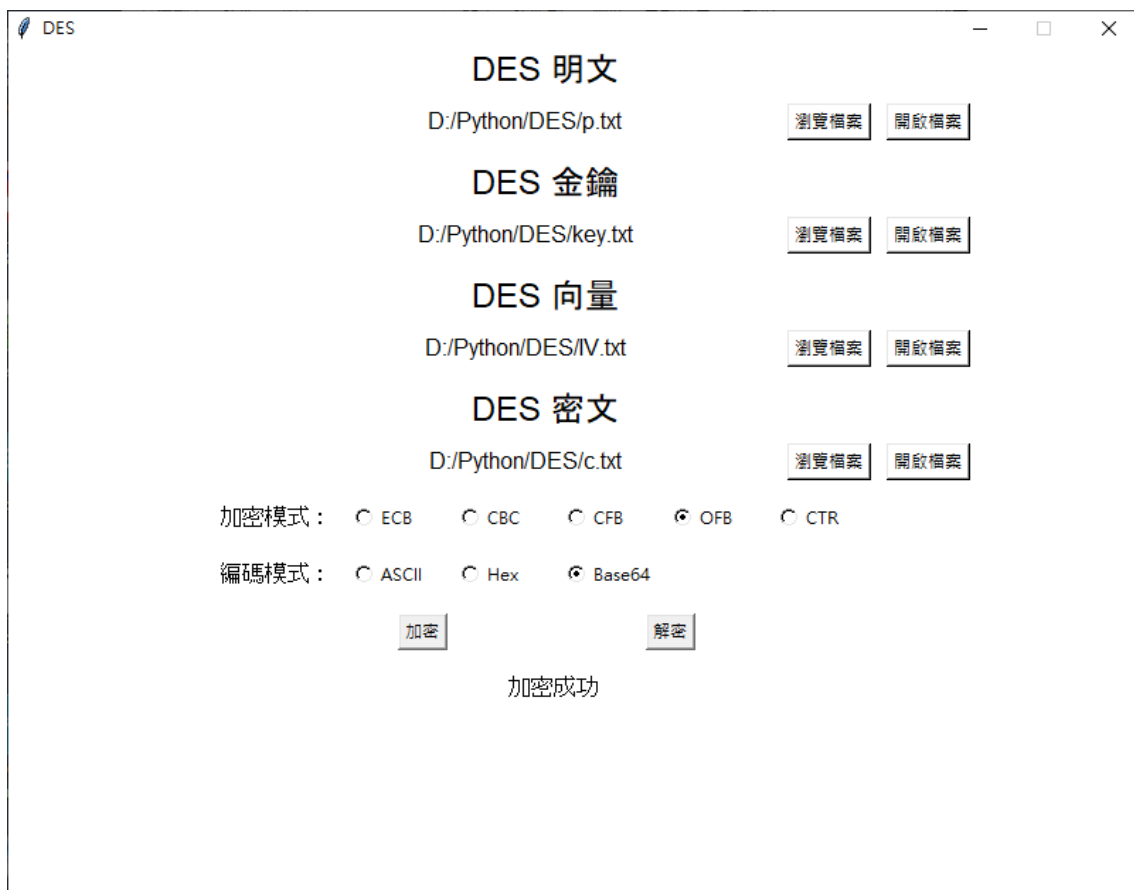 DES
DES 明文
D:/Python/DES/p.txt 瀏覽檔案 開啟檔案
DES 金鑰
D:/Python/DES/key.txt 瀏覽檔案 開啟檔案
DES 向量
D:/Python/DES/IV.txt 瀏覽檔案 開啟檔案
DES 密文
D:/Python/DES/c.txt 瀏覽檔案 開啟檔案
加密模式： ECB CBC CFB OFB CTR
編碼模式： ASCII Hex Base64
加密 解密
加密成功